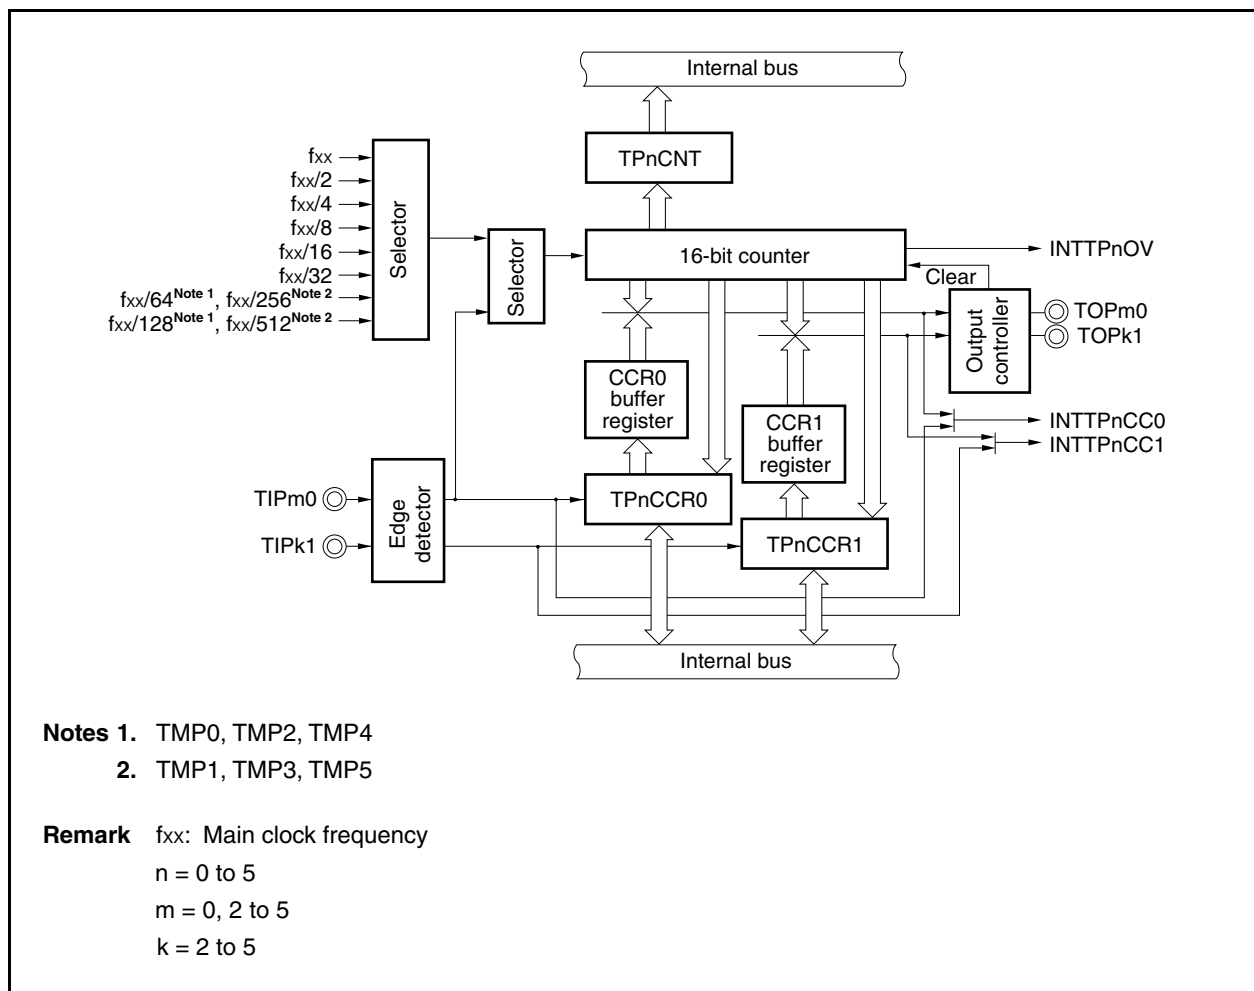 Internal bus
TPnCNT
fxx
fxx/2
fxx/4
fxx/8
fxx/16
fxx/32
fxx/64Note 1, fxx/256Note 2
fxx/128Note 1, fxx/512Note 2
Selector
Selector
16-bit counter
INTTPnOV
Clear
Output
controller
TOPm0
TOPk1
CCR0
buffer
register
CCR1
buffer
register
INTTPnCC0
INTTPnCC1
TIPm0
TIPk1
Edge
detector
TPnCCR0
TPnCCR1
Internal bus
Notes 1. TMP0, TMP2, TMP4
2. TMP1, TMP3, TMP5
Remark fxx: Main clock frequency
n = 0 to 5
m = 0, 2 to 5
k = 2 to 5